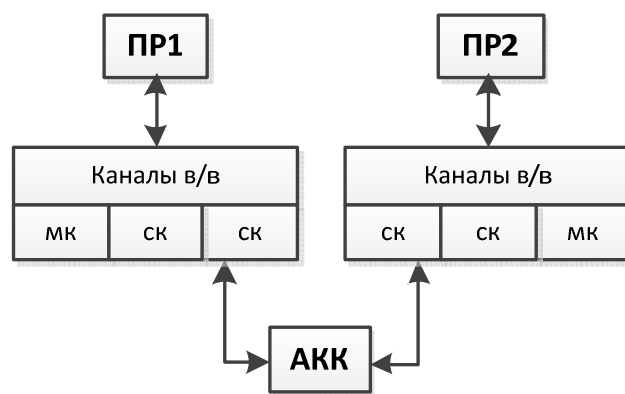 ПР1 ПР2
Каналы в/в Каналы в/в
мк ск ск ск ск мк
АКК